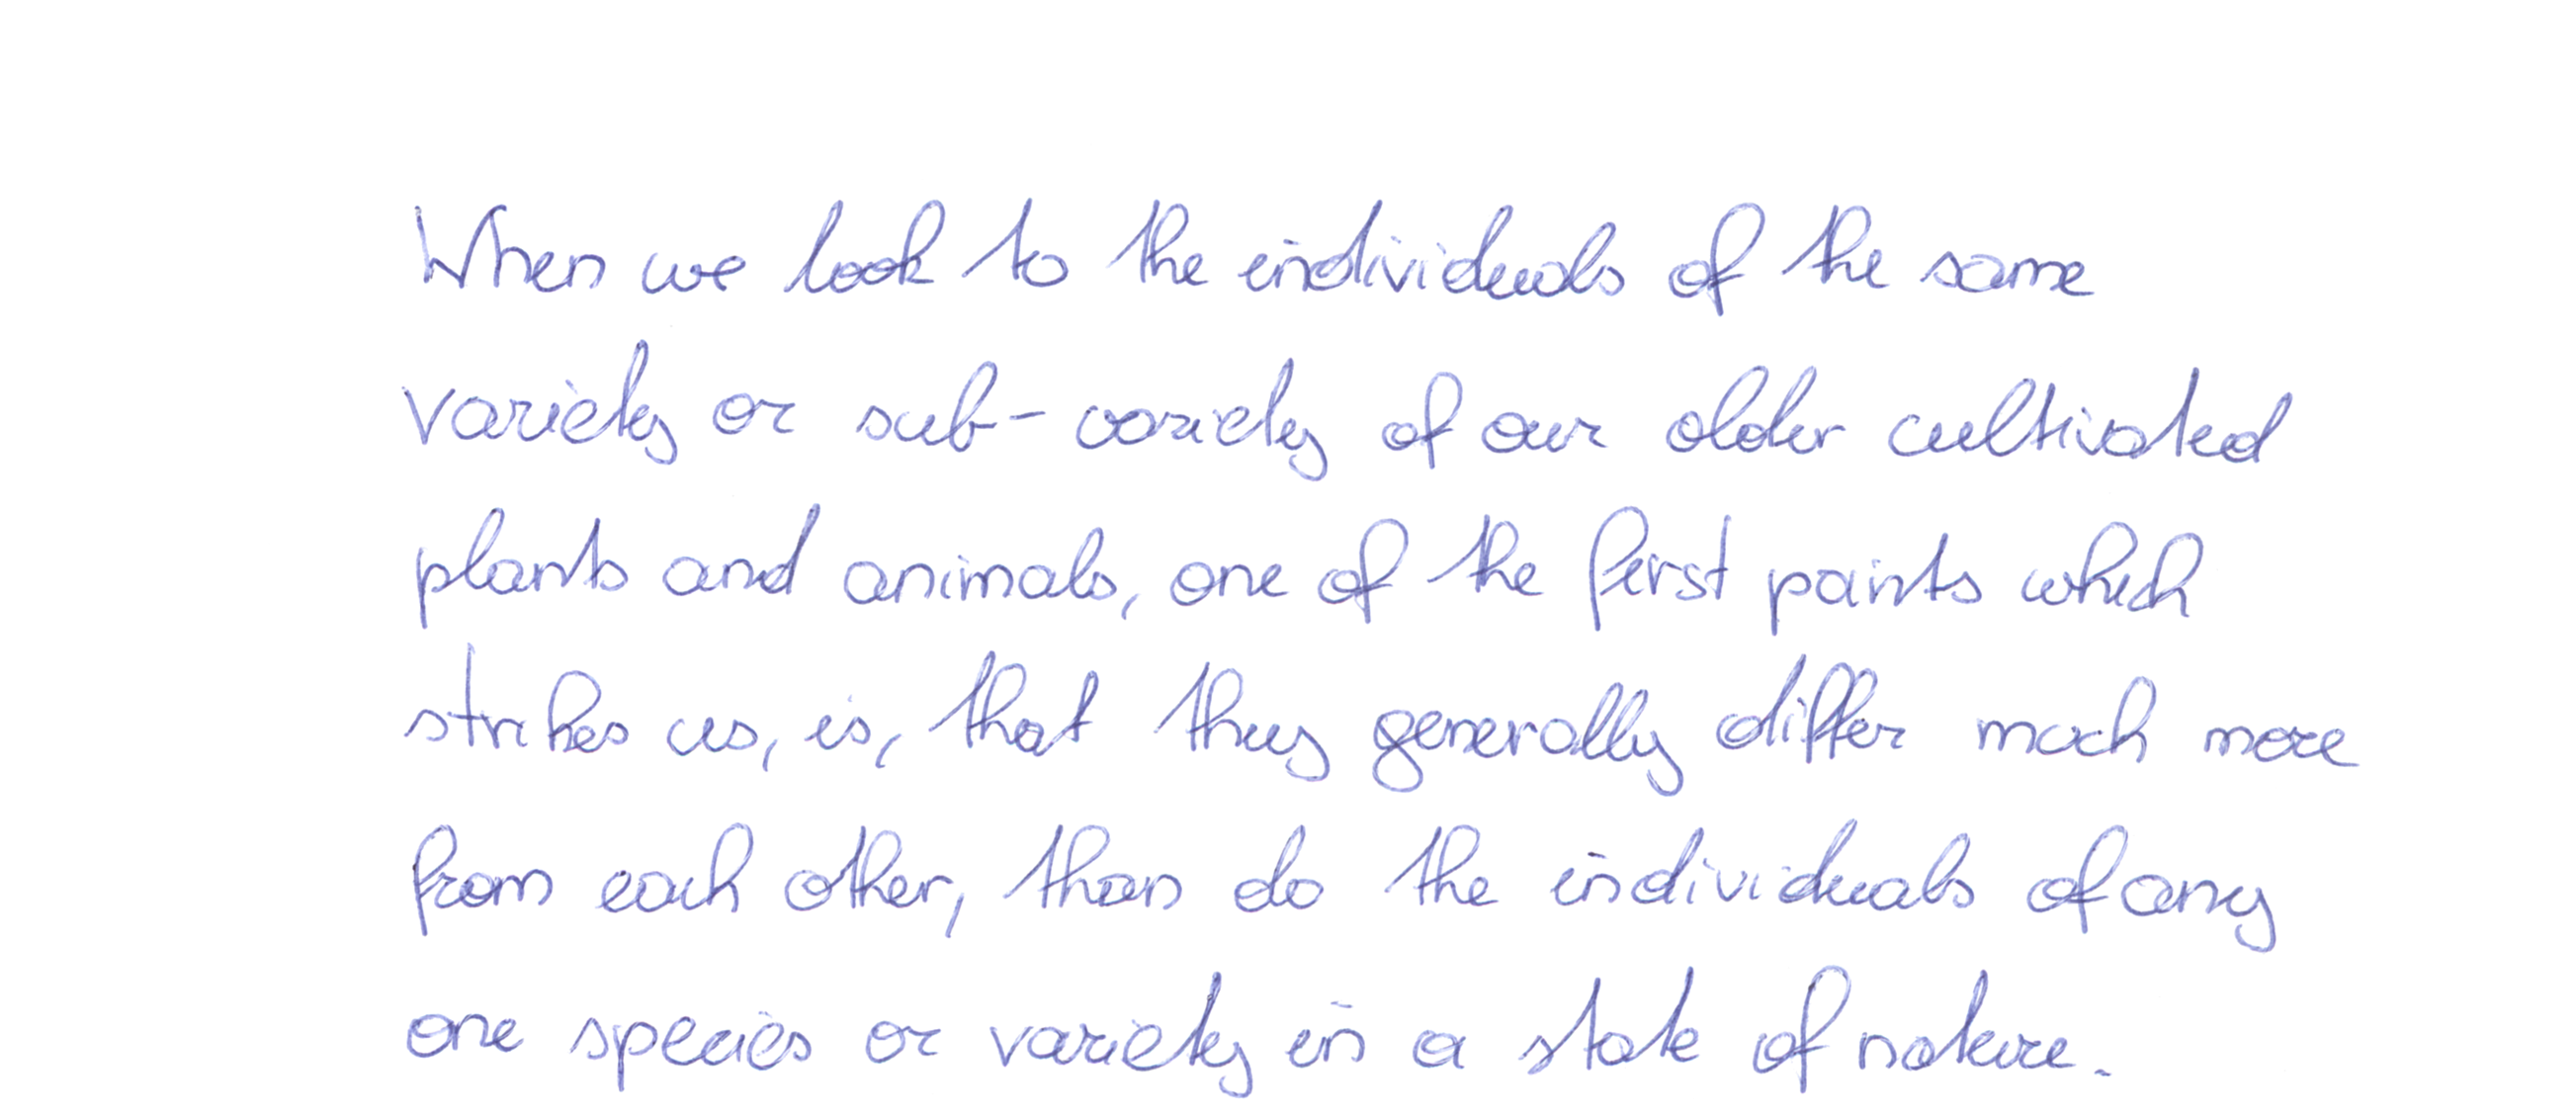 When we look to the individuals of the same
variety or sub-variety of our older cultivated
plants and animals, one of the first points which
strikes us, is, that they generally differ much more
from each other, than do the individuals of any
one species or variety in a state of nature.